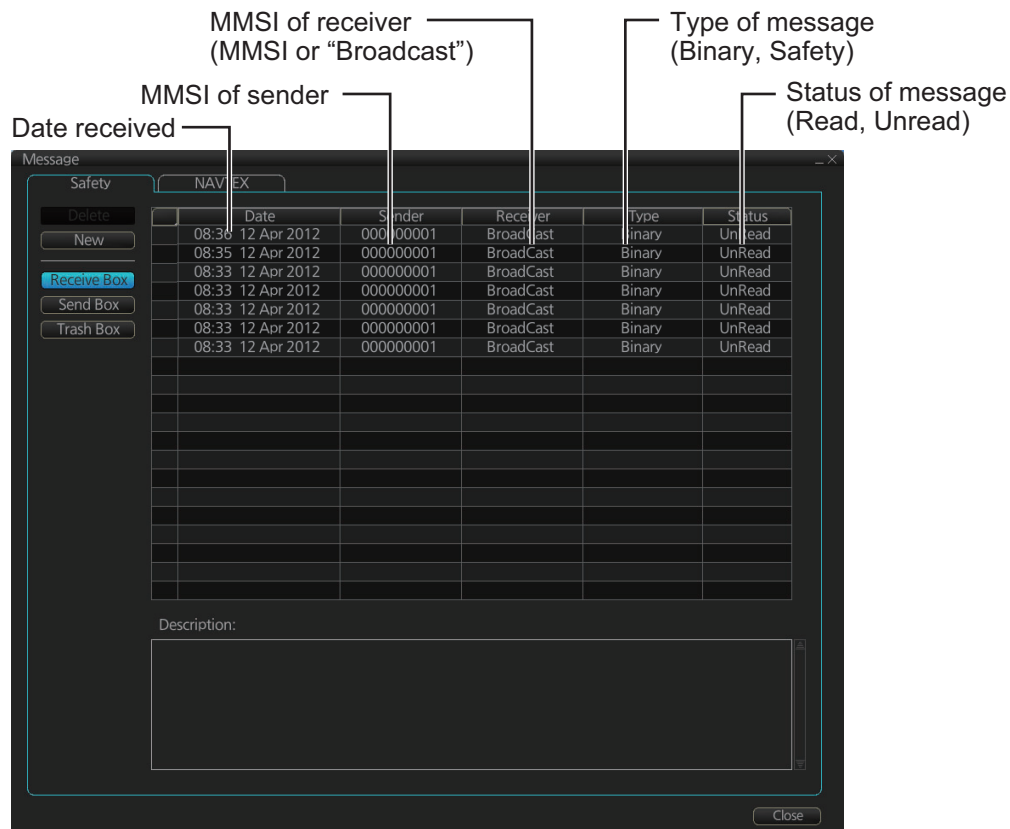 MMSI of receiver
(MMSI or “Broadcast”)
Type of message
(Binary, Safety)
MMSI of sender
Status of message
(Read, Unread)
Date received
Message
Safety NAVTEX
Delete
New
Receive Box
Send Box
Trash Box
Date Sender Receiver Type Status
08:36 12 Apr 2012 000000001 BroadCast Binary UnRead
08:35 12 Apr 2012 000000001 BroadCast Binary UnRead
08:33 12 Apr 2012 000000001 BroadCast Binary UnRead
08:33 12 Apr 2012 000000001 BroadCast Binary UnRead
08:33 12 Apr 2012 000000001 BroadCast Binary UnRead
08:33 12 Apr 2012 000000001 BroadCast Binary UnRead
08:33 12 Apr 2012 000000001 BroadCast Binary UnRead
Description:
Close